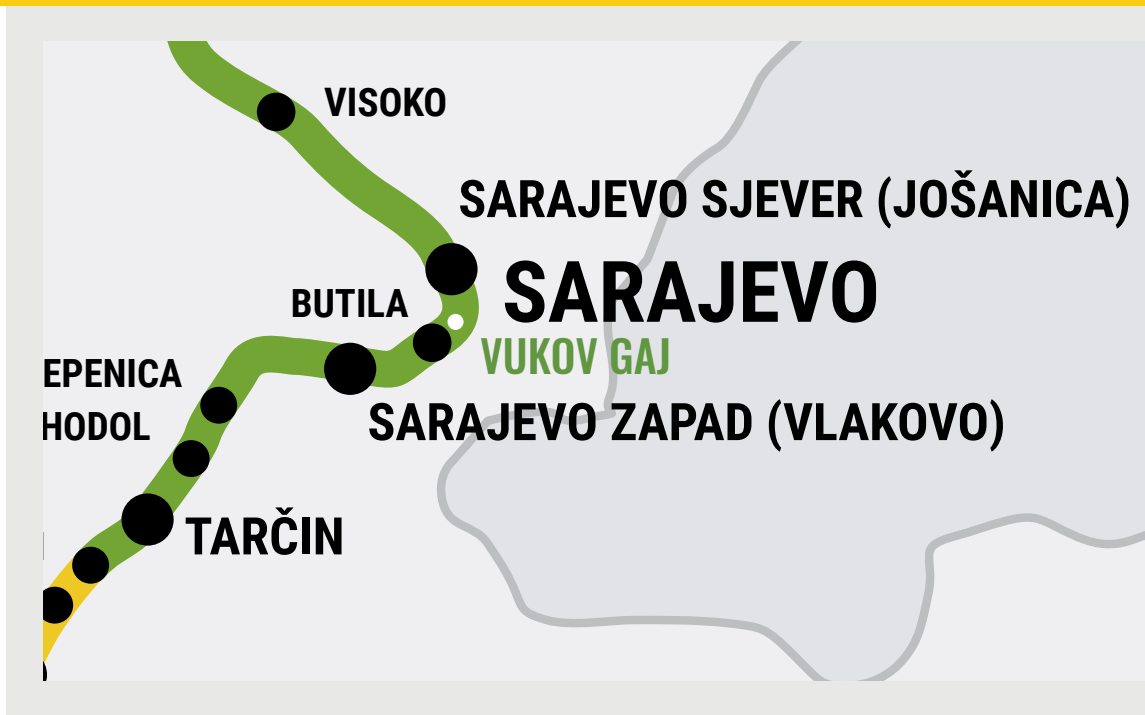 VISOKO
SARAJEVO SJEVER (JOŠANICA)
SARAJEVO
BUTILA
VUKOV GAJ
EPENICA
SARAJEVO ZAPAD (VLAKOVO)
HODOL
TARČIN